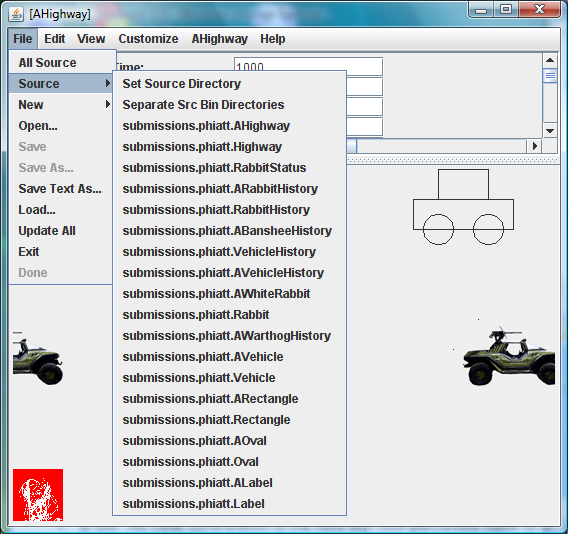 [AHighway]
File Edit View Customize AHighway Help
Time: 1000
All Source
Source
New
Open...
Save
Save As...
Save Text As...
Load...
Update All
Exit
Done
Set Source Directory
Separate Src Bin Directories
submissions.phiatt.AHighway
submissions.phiatt.Highway
submissions.phiatt.RabbitStatus
submissions.phiatt.ARabbitHistory
submissions.phiatt.RabbitHistory
submissions.phiatt.ABansheeHistory
submissions.phiatt.VehicleHistory
submissions.phiatt.AVehicleHistory
submissions.phiatt.AWhiteRabbit
submissions.phiatt.Rabbit
submissions.phiatt.AWarthogHistory
submissions.phiatt.AVehicle
submissions.phiatt.Vehicle
submissions.phiatt.ARectangle
submissions.phiatt.Rectangle
submissions.phiatt.AOval
submissions.phiatt.Oval
submissions.phiatt.ALabel
submissions.phiatt.Label